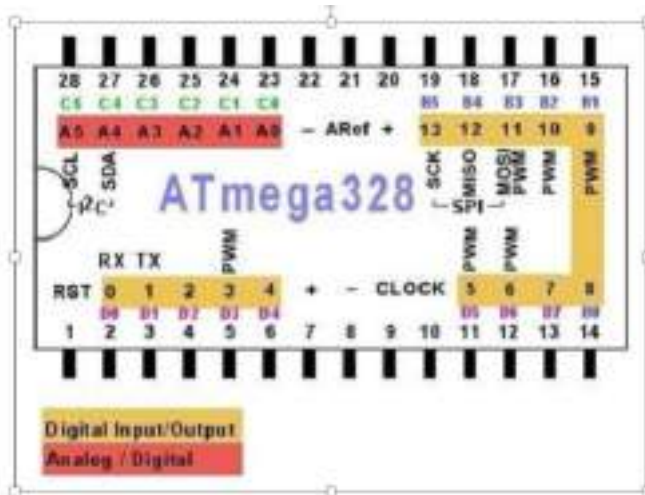 28 27 26 25 24 23 22 21 20 19 18 17 16 15
C5 C4 C3 C2 C1 C0 B5 B4 B3 B2 B1
A5 A4 A3 A2 A1 A0 - ARef + 13 12 11 10 9
SCL SDA SCK MISO MOSI PWM PWM PWM
I2C SPI
ATmega328
RX TX PWM PWM PWM
RST 0 1 2 3 4 + - CLOCK 5 6 7 8
D0 D1 D2 D3 D4 D5 D6 D7
1 2 3 4 5 6 7 8 9 10 11 12 13 14
Digital Input/Output
Analog / Digital